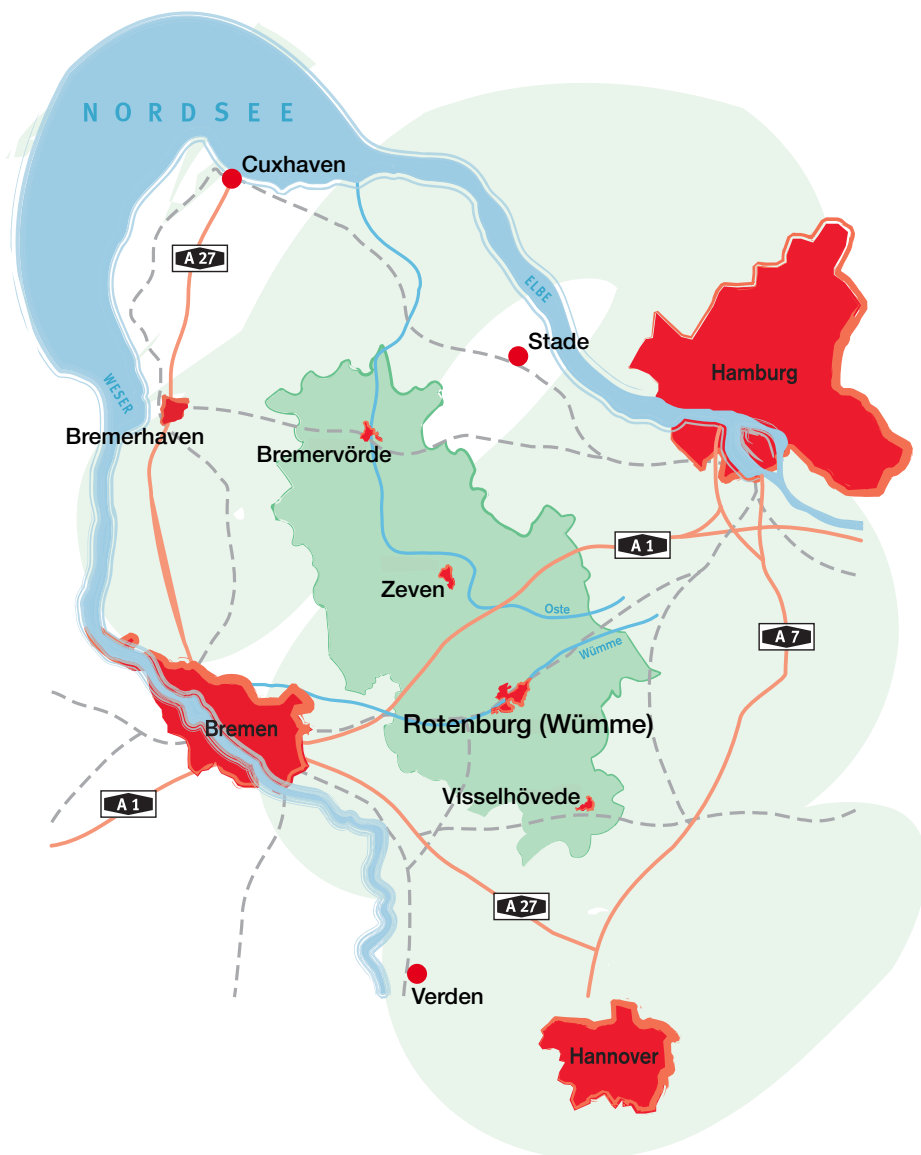 NORDSEE
Cuxhaven
A 27
ELBE
Stade
Hamburg
WESER
Bremerhaven
Bremervörde
A 1
Zeven
Oste
A 7
Wümme
Rotenburg (Wümme)
Bremen
Visselhövede
A 1
A 27
Verden
Hannover